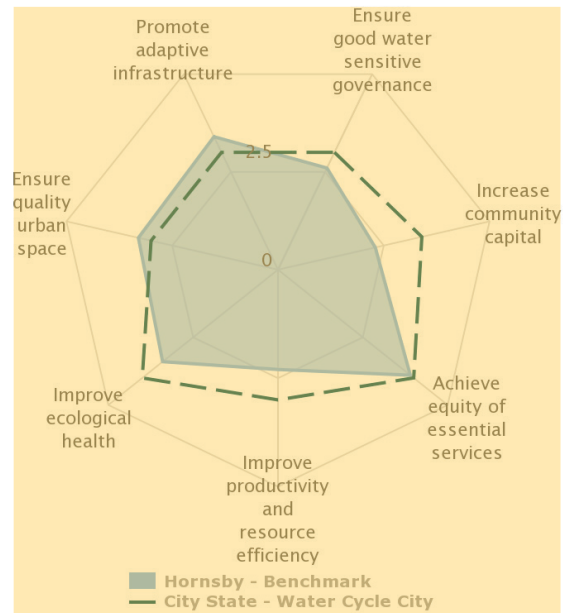 Ensure
good water
sensitive
governance
Promote
adaptive
infrastructure
2.5
Ensure
quality
urban
space
Increase
community
capital
0
Improve
ecological
health
Achieve
equity of
essential
services
Improve
productivity
and
resource
efficiency
Hornsby - Benchmark
City State - Water Cycle City